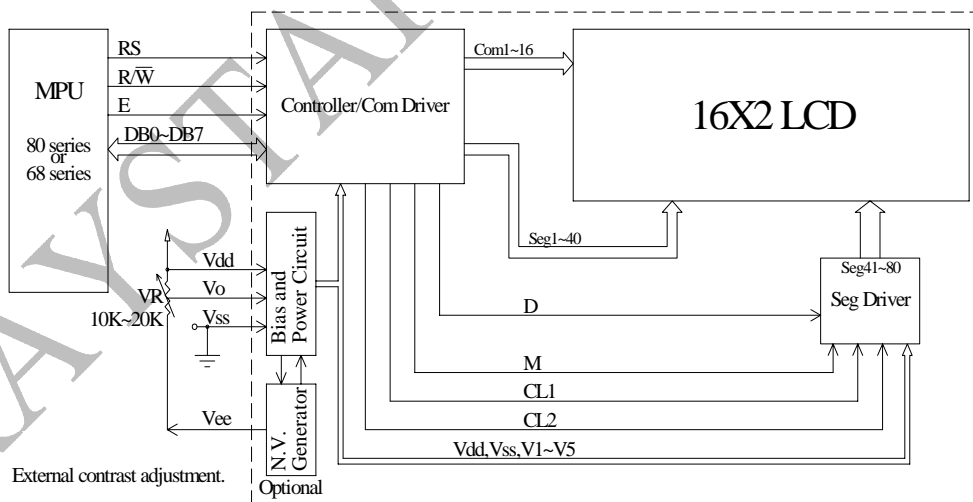 MPU
80 series
or
68 series
RS
R/W̅
E
DB0~DB7
Controller/Com Driver
Com1~16
16X2 LCD
Seg1~40
Seg41~80
Seg Driver
Vdd
Vo
Vss
VR
10K~20K
Bias and
Power Circuit
D
M
CL1
CL2
Vdd,Vss,V1~V5
Vee
N.V.
Generator
Optional
External contrast adjustment.